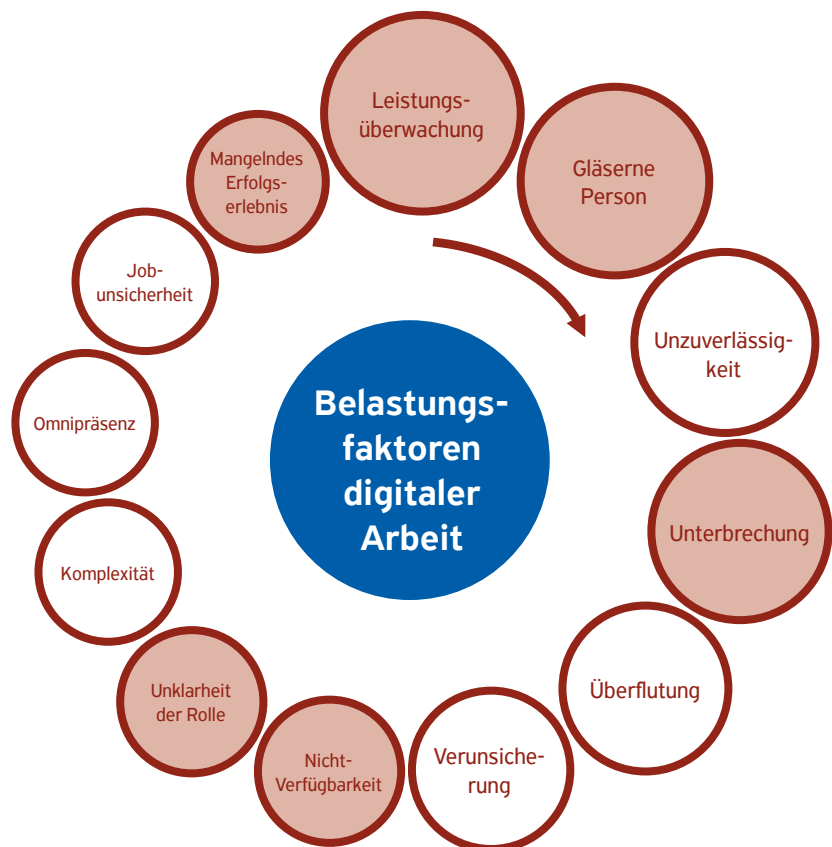 Leistungs-
überwachung
Gläserne
Person
Unzuverlässig-
keit
Unterbrechung
Überflutung
Verunsiche-
rung
Nicht-
Verfügbarkeit
Unklarheit
der Rolle
Komplexität
Omnipräsenz
Job-
unsicherheit
Mangelndes
Erfolgs-
erlebnis
Belastungs-
faktoren
digitaler
Arbeit